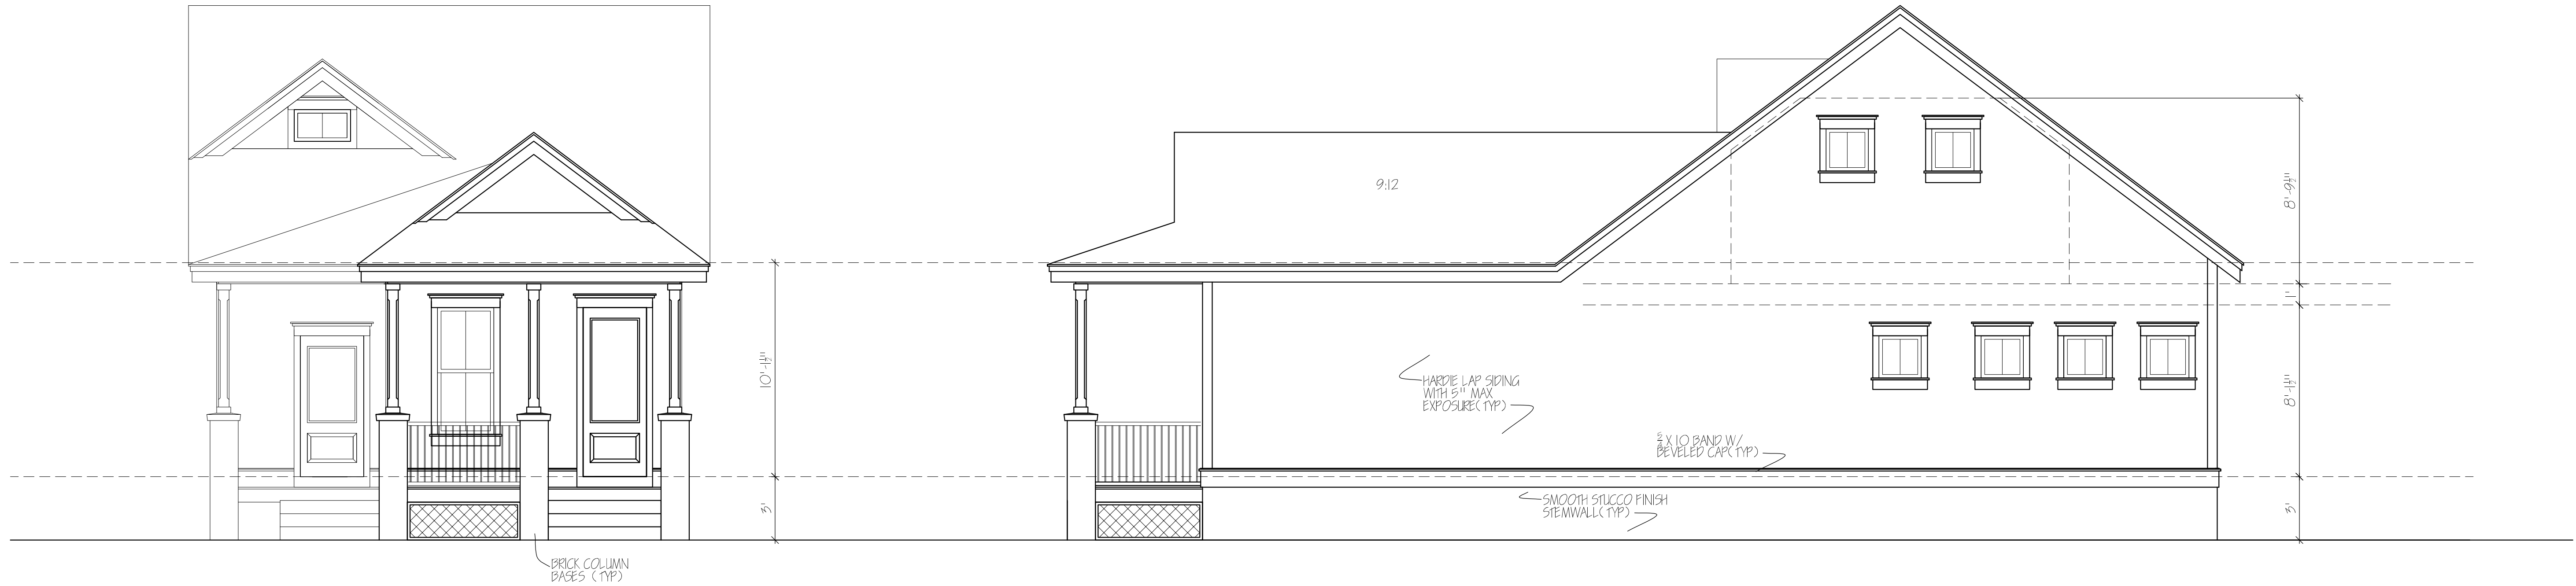 9:12
8'-9½"
1'
10'-1½"
HARDIE LAP SIDING
WITH 5" MAX
EXPOSURE(TYP)
8'-1½"
5/4 X 10 BAND W/
BEVELED CAP(TYP)
3'
SMOOTH STUCCO FINISH
STEMWALL(TYP)
3'
BRICK COLUMN
BASES (TYP)